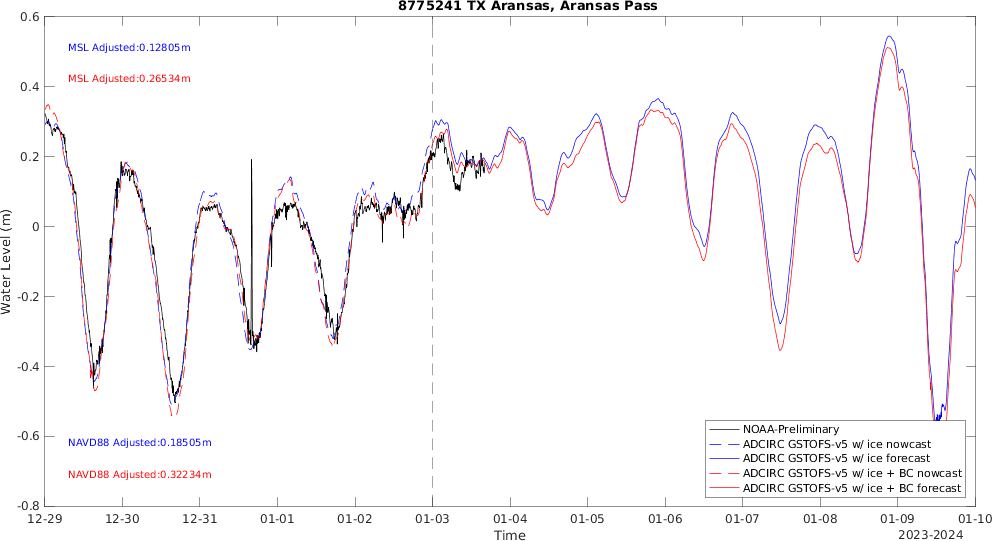 8775241 TX Aransas, Aransas Pass
0.6
0.4
0.2
0
-0.2
-0.4
-0.6
-0.8
Water Level (m)
MSL Adjusted:0.12805m
MSL Adjusted:0.26534m
NAVD88 Adjusted:0.18505m
NAVD88 Adjusted:0.32234m
NOAA-Preliminary
ADCIRC GSTOFS-v5 w/ ice nowcast
ADCIRC GSTOFS-v5 w/ ice forecast
ADCIRC GSTOFS-v5 w/ ice + BC nowcast
ADCIRC GSTOFS-v5 w/ ice + BC forecast
12-29 12-30 12-31 01-01 01-02 01-03 01-04 01-05 01-06 01-07 01-08 01-09 01-10
Time
2023-2024